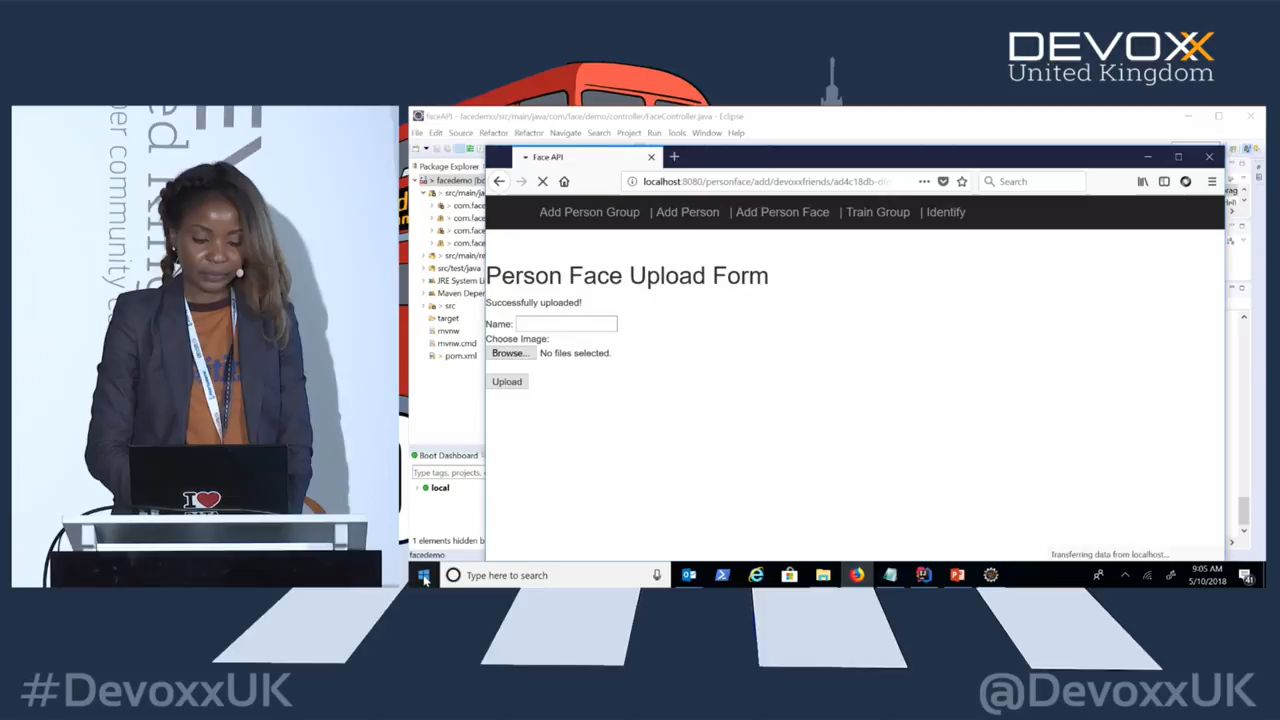 DEVOXX
United Kingdom
faceAPI - facedemo/src/main/java/com/face/demo/controller/FaceController.java - Eclipse
File Edit Source Refactor Refactor Navigate Search Project Run Tools Window Help
Package Explorer
facedemo [bo
src/main/j
com.face
com.face
com.face
com.face
src/main/re
src/test/java
JRE System Li
Maven Depe
src
target
mvnw
mvnw.cmd
pom.xml
Boot Dashboard
Type tags, projects,
local
1 elements hidden b
facedemo
Face API
localhost:8080/personface/add/devoxxfriends/ad4c18db-dfe
Search
Add Person Group | Add Person | Add Person Face | Train Group | Identify
Person Face Upload Form
Successfully uploaded!
Name:
Choose Image:
Browse... No files selected.
Upload
Transferring data from localhost...
Type here to search
9:05 AM
5/10/2018
41
I
#DevoxxUK
@DevoxxUK